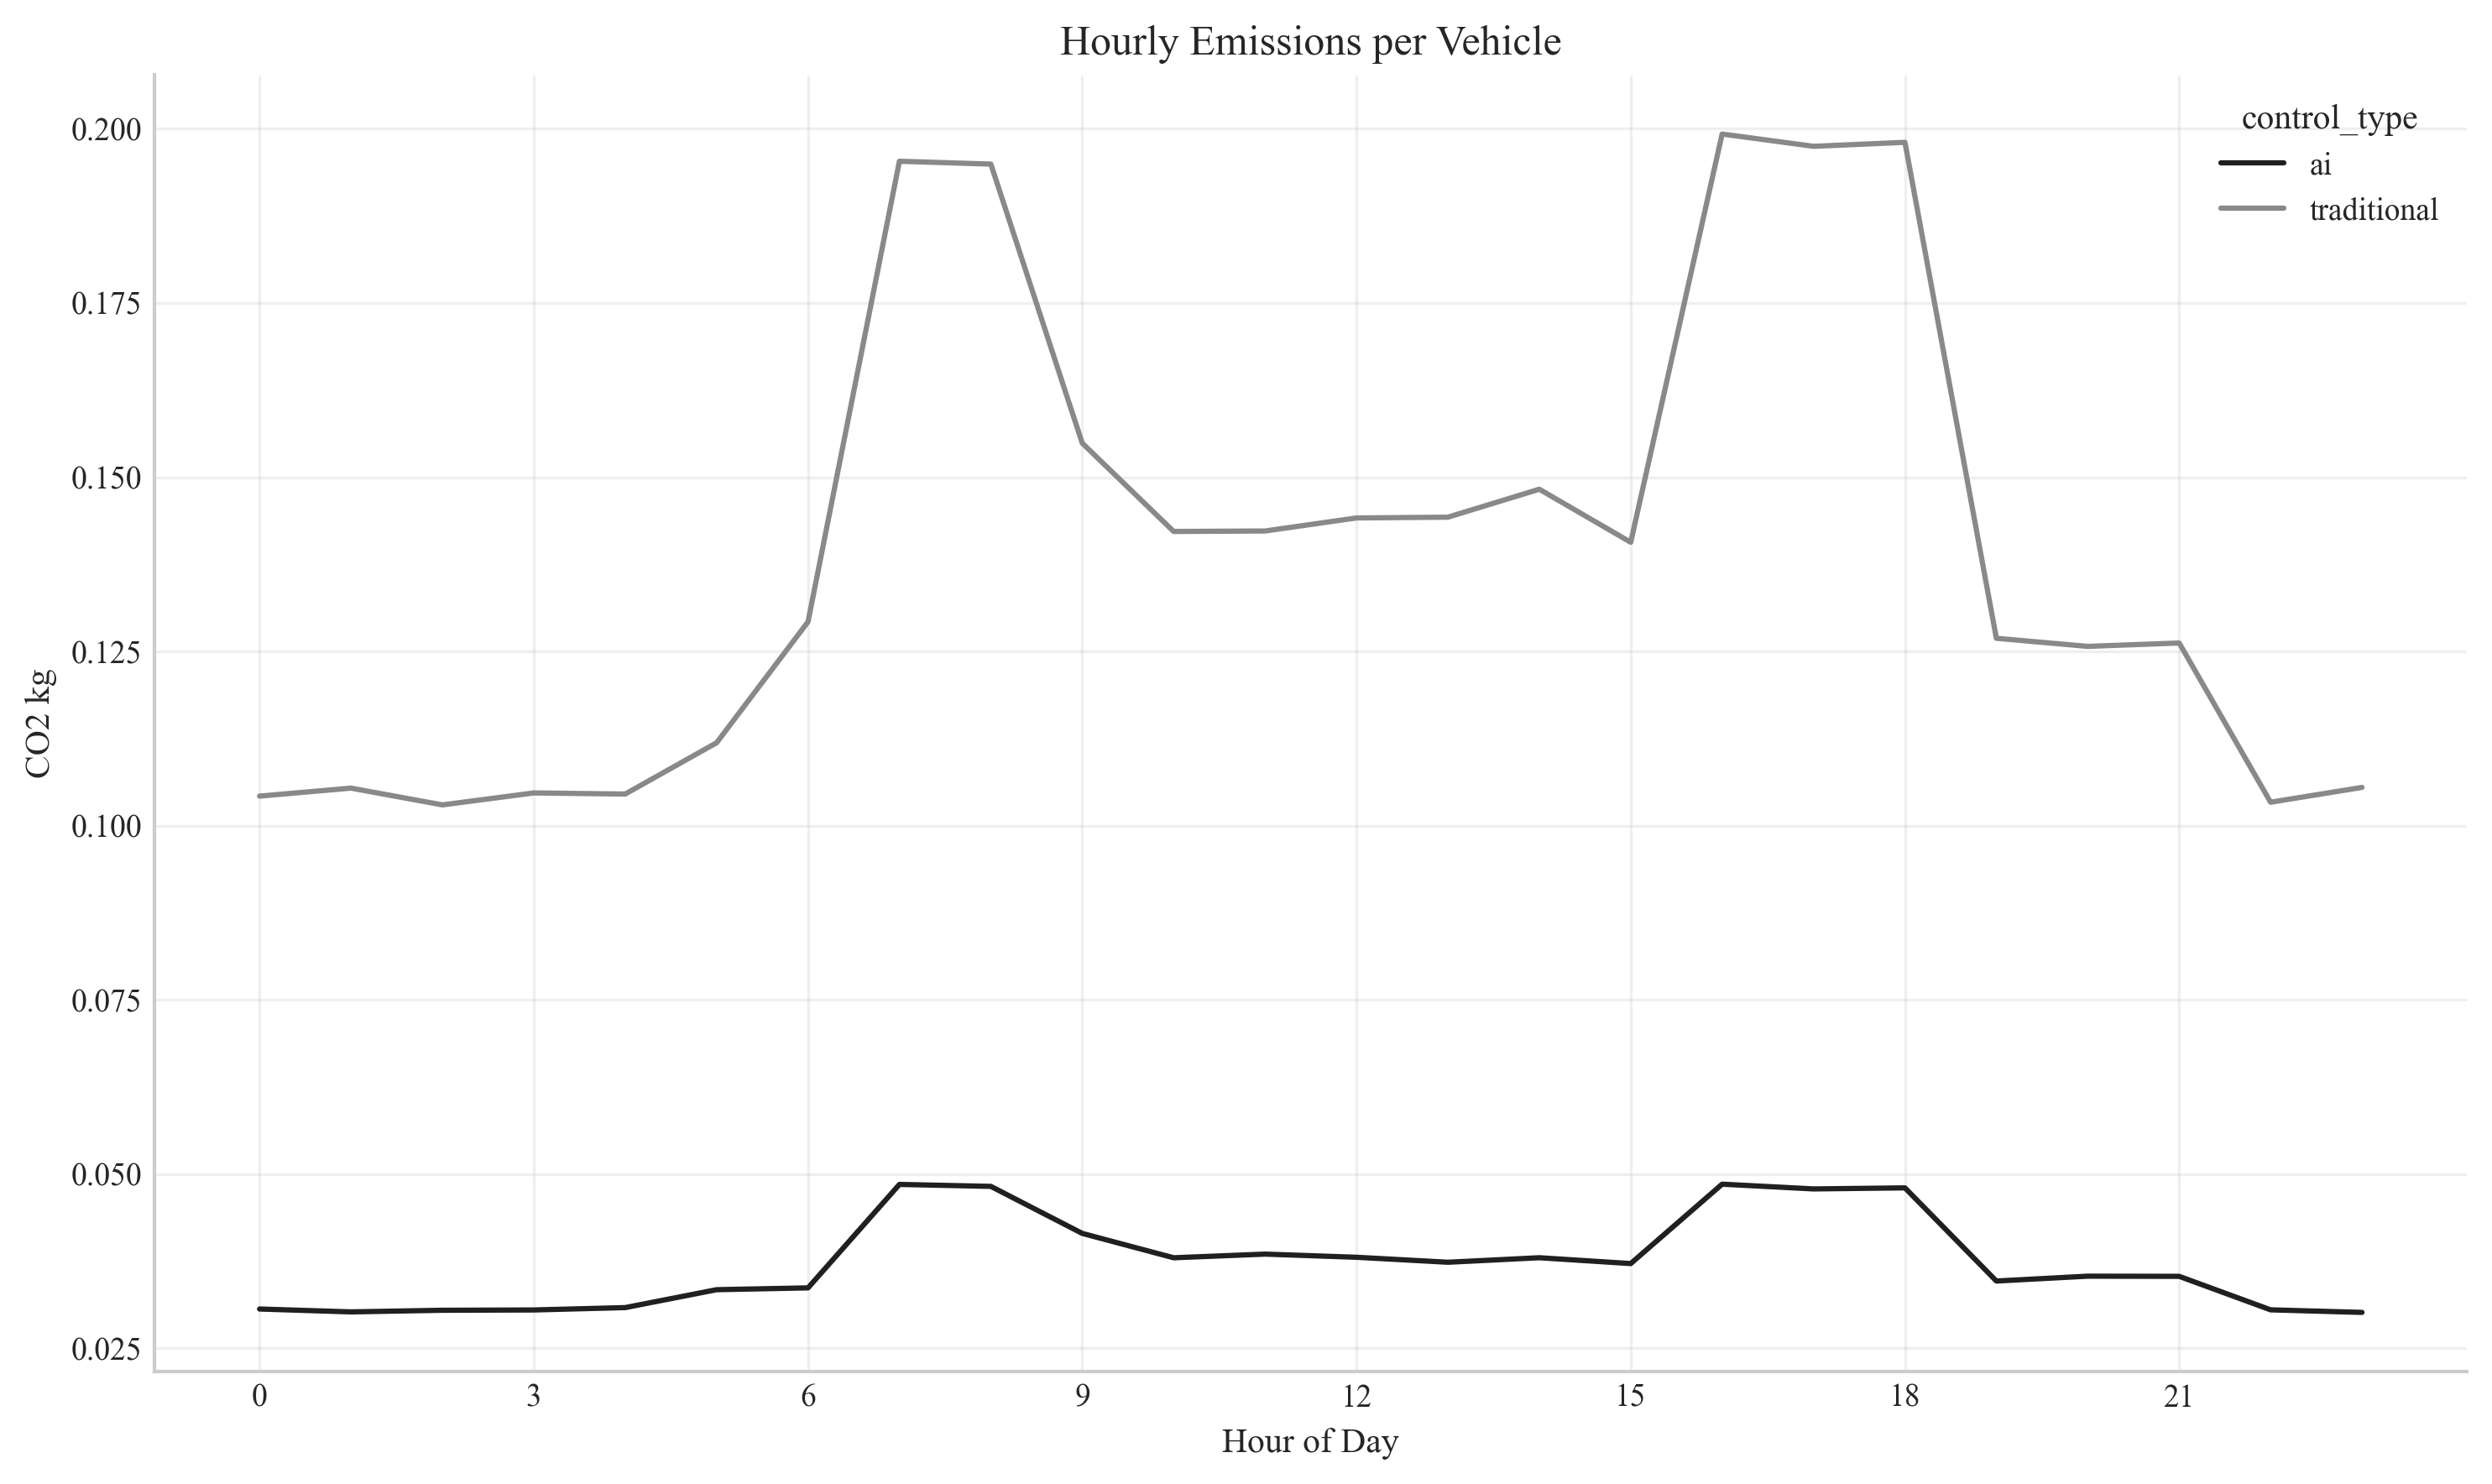 Hourly Emissions per Vehicle
control_type
ai
traditional
0.200
0.175
0.150
0.125
0.100
0.075
0.050
0.025
CO2 kg
0 3 6 9 12 15 18 21
Hour of Day